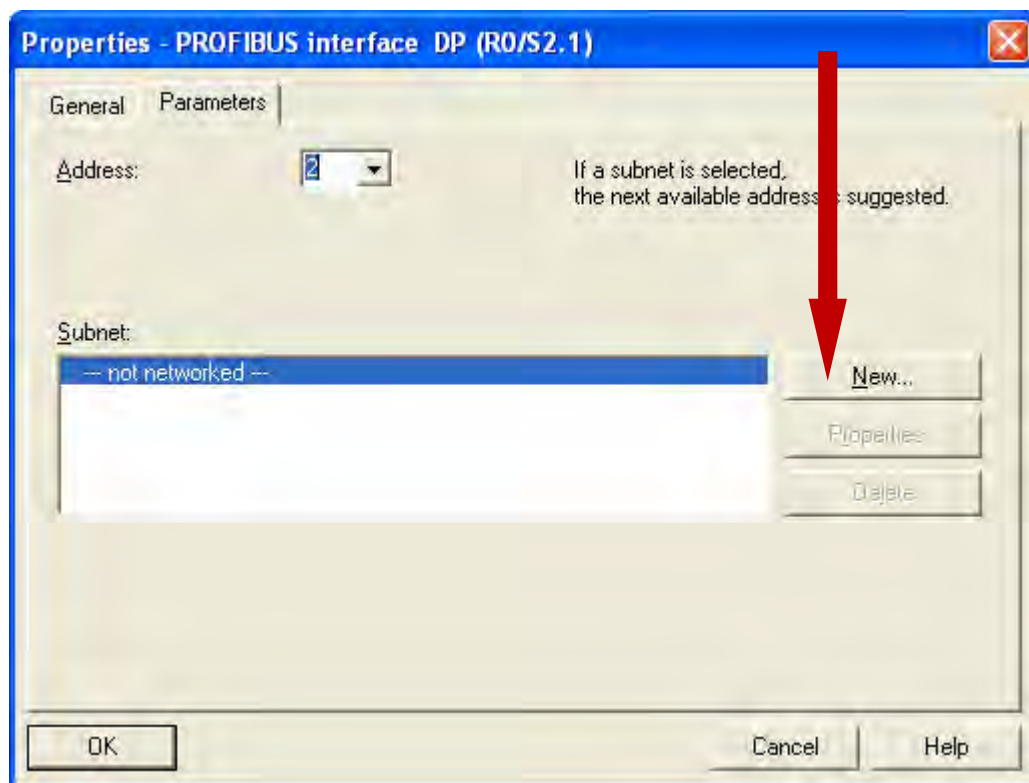 Properties - PROFIBUS interface DP (R0/S2.1)
General Parameters
Address:
2
If a subnet is selected,
the next available address is suggested.
Subnet:
--- not networked ---
New...
Properties
Delete
OK
Cancel
Help